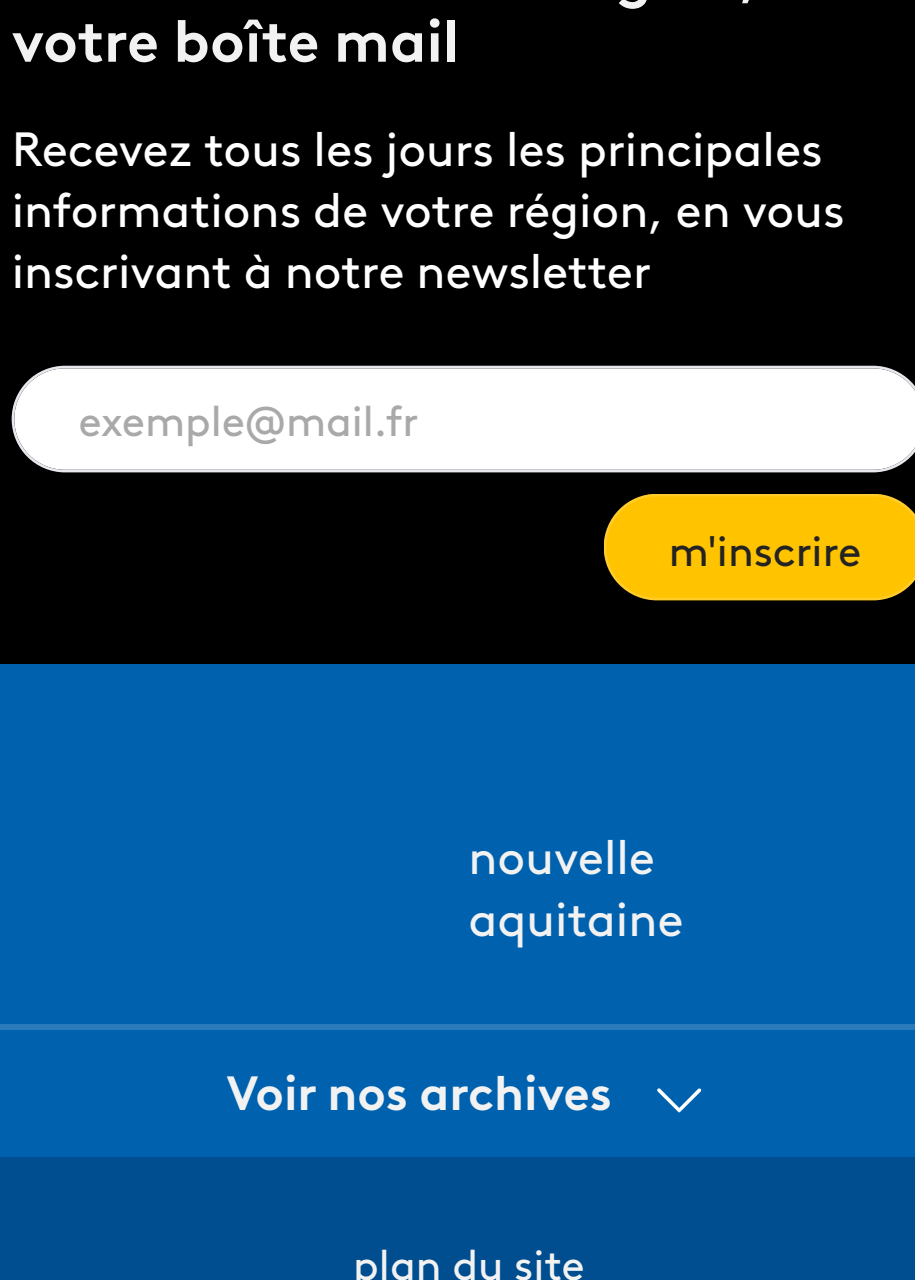 votre boîte mail
Recevez tous les jours les principales
informations de votre région, en vous
inscrivant à notre newsletter
exemple@mail.fr
m'inscrire
nouvelle
aquitaine
Voir nos archives
plan du site